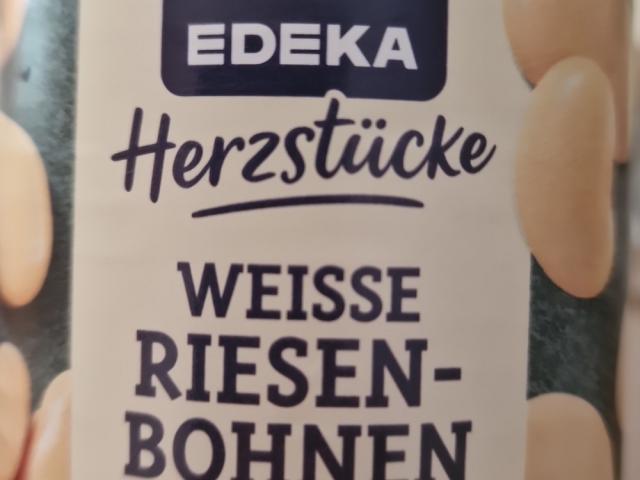 EDEKA
Herzstücke
WEISSE
RIESEN-
BOHNEN